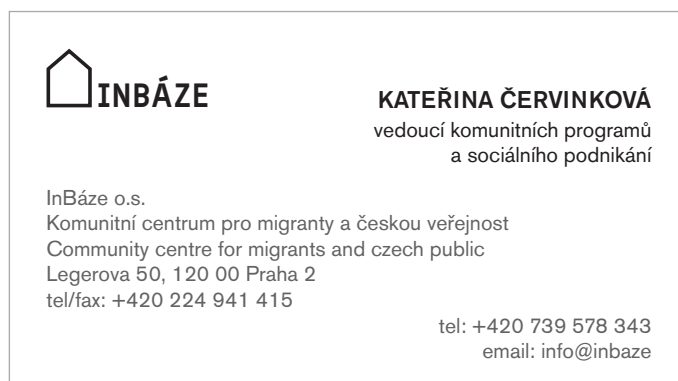 INBÁZE
KATEŘINA ČERVINKOVÁ
vedoucí komunitních programů
a sociálního podnikání
InBáze o.s.
Komunitní centrum pro migranty a českou veřejnost
Community centre for migrants and czech public
Legerova 50, 120 00 Praha 2
tel/fax: +420 224 941 415
tel: +420 739 578 343
email: info@inbaze